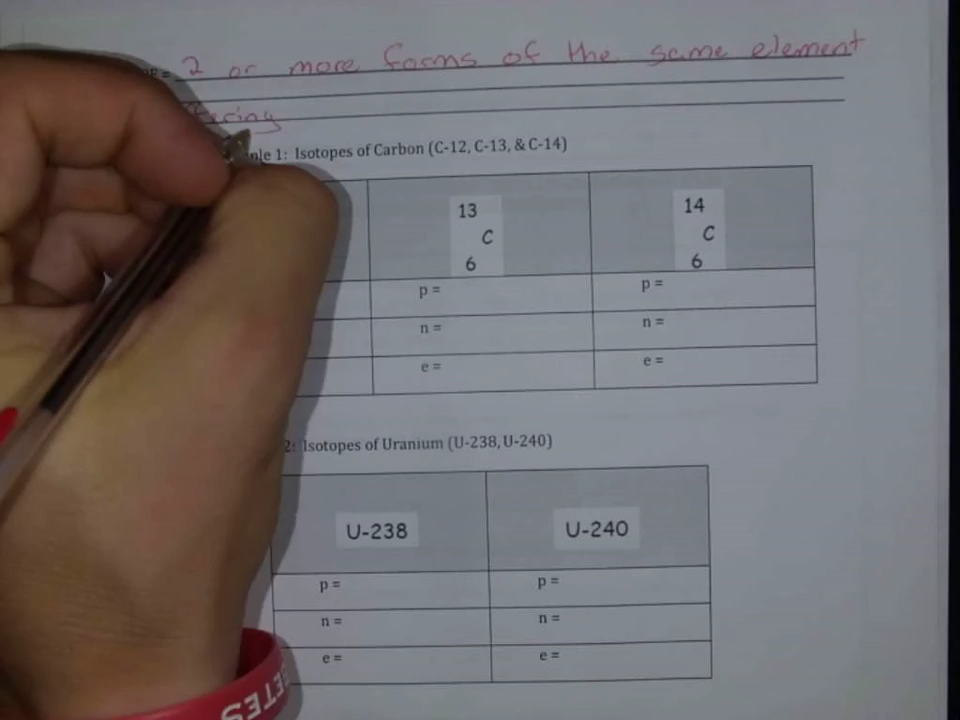 = 2 or more forms of the same element
Isotopes of Carbon (C-12, C-13, & C-14)
13 14
C C
6 6
p = p =
n = n =
e = e =
2: Isotopes of Uranium (U-238, U-240)
U-238 U-240
p = p =
n = n =
e = e =